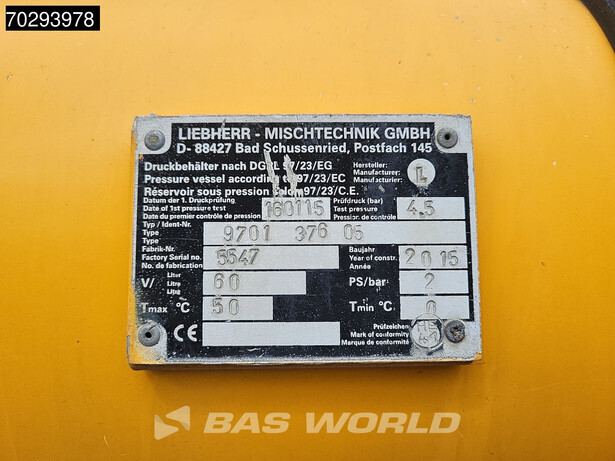 70293978
LIEBHERR - MISCHTECHNIK GMBH
D- 88427 Bad Schussenried, Postfach 145
Druckbehälter nach DGRL 97/23/EG
Pressure vessel according to 97/23/EC
Réservoir sous pression selon 97/23/C.E.
Hersteller:
Manufacturer:
Manufacturier:
L
Datum der 1. Druckprüfung
Date of 1st pressure test
Date du premier contrôle de pression
160115
Prüfdruck (bar)
Test pressure
Pression de contrôle
4.5
Typ / Ident-Nr.
Type
Type
9701 376 05
Fabrik-Nr.
Factory Serial no.
No. de fabrication
5547
Baujahr
Year of constr.
Année
2015
V/ Liter
Litre
Liter
60
PS/bar
2
Tmax °C
50
Tmin °C
0
CE
Prüfzeichen
Mark of conformity
Marque de conformité
BAS WORLD